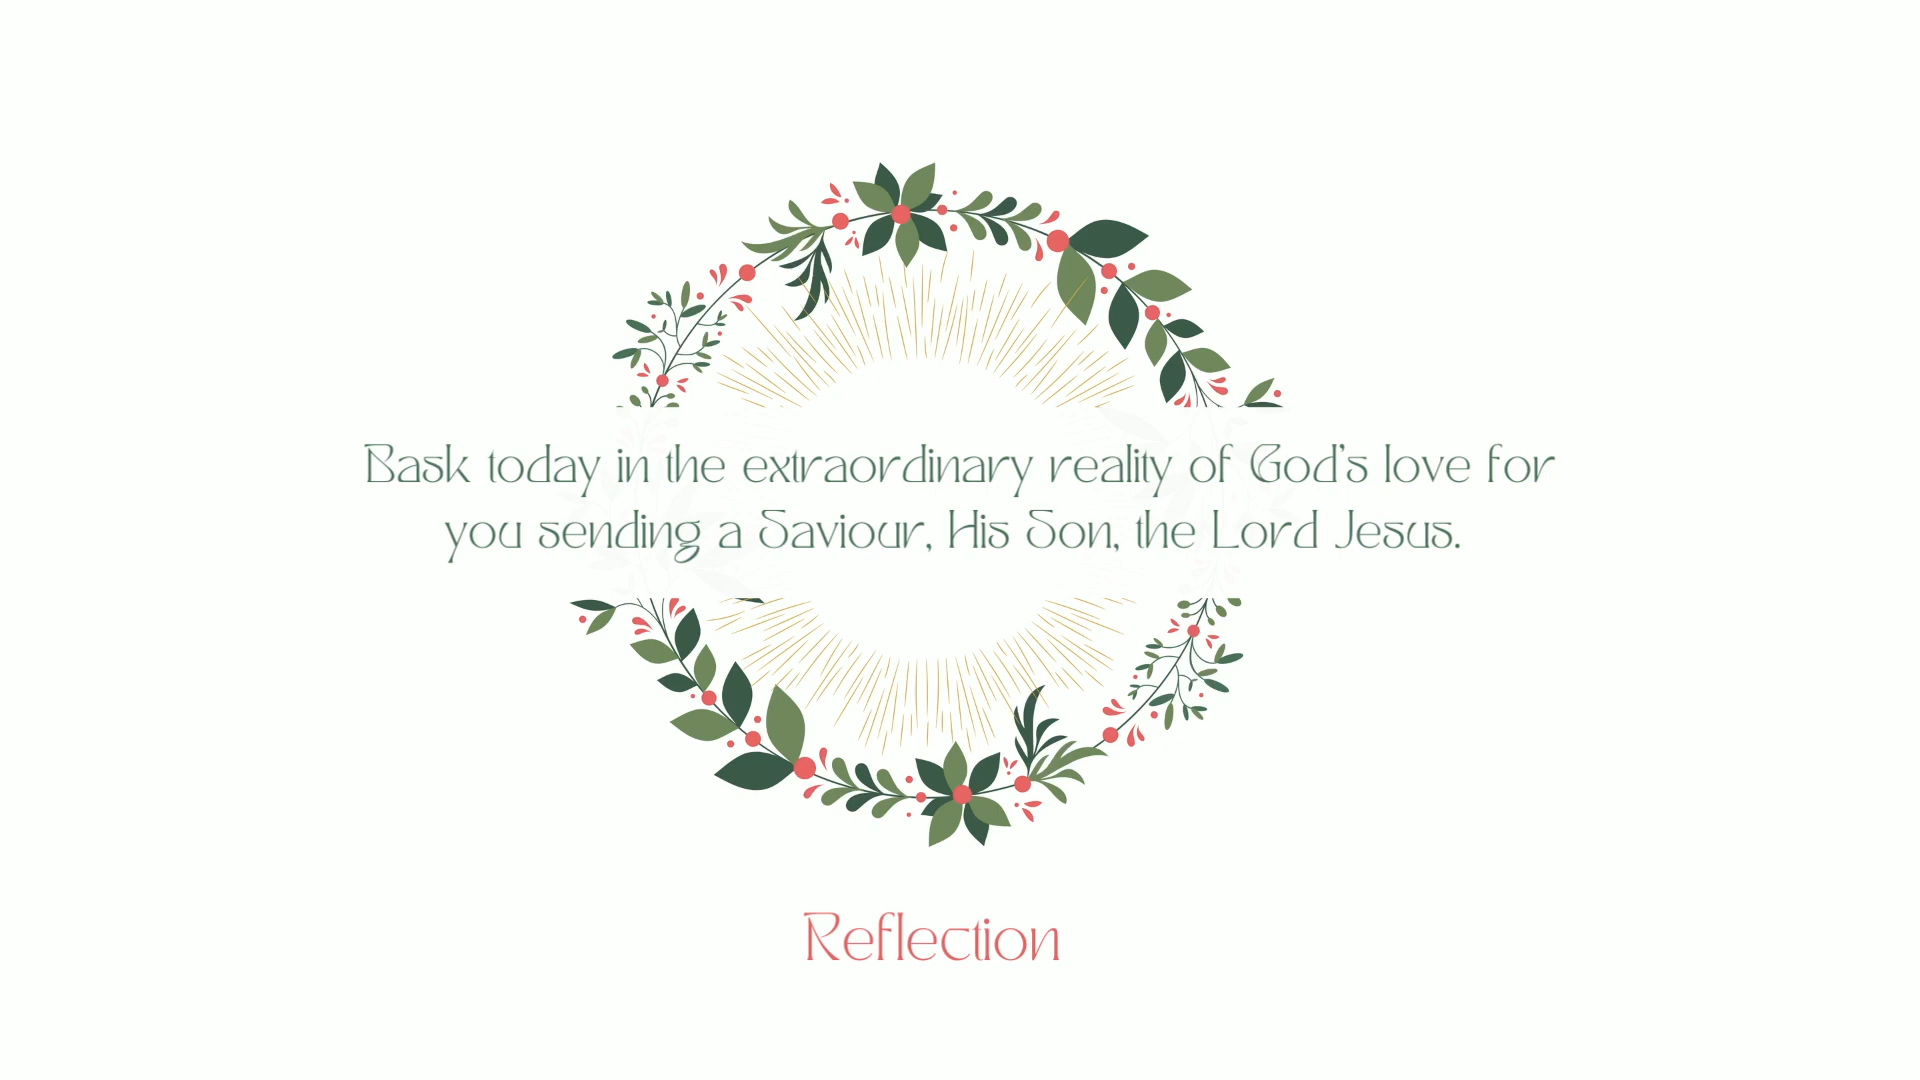 Bask today in the extraordinary reality of God’s love for
you sending a Saviour, His Son, the Lord Jesus.
Reflection